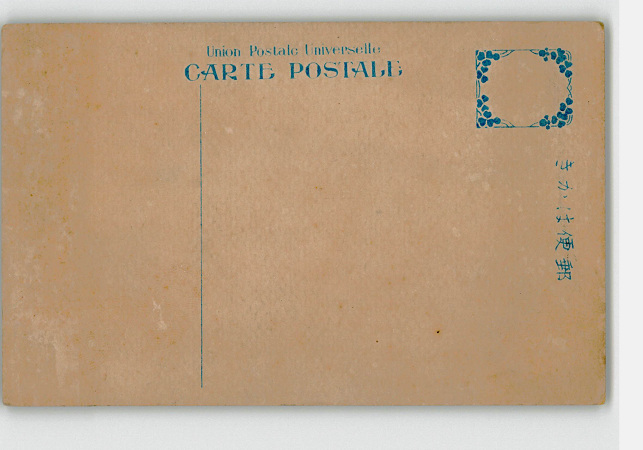 Union Postale Universelle
CARTE POSTALE
郵便はがき